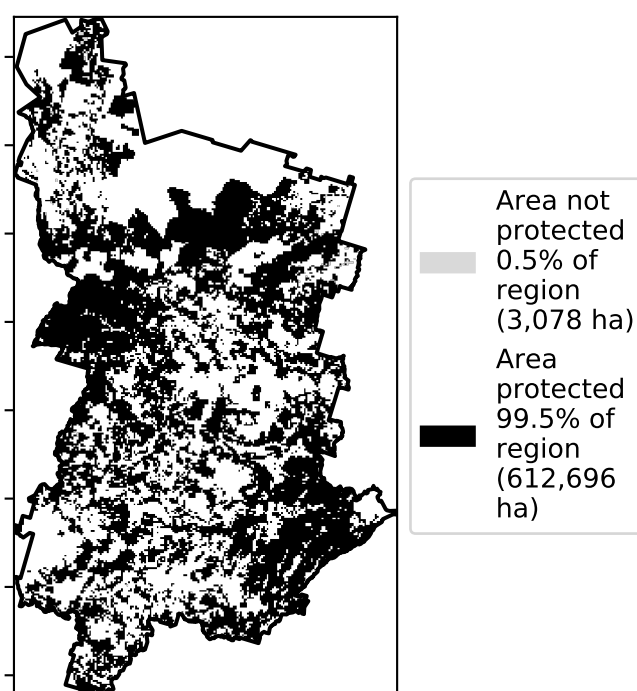 Area not
protected
0.5% of
region
(3,078 ha)
Area
protected
99.5% of
region
(612,696
ha)